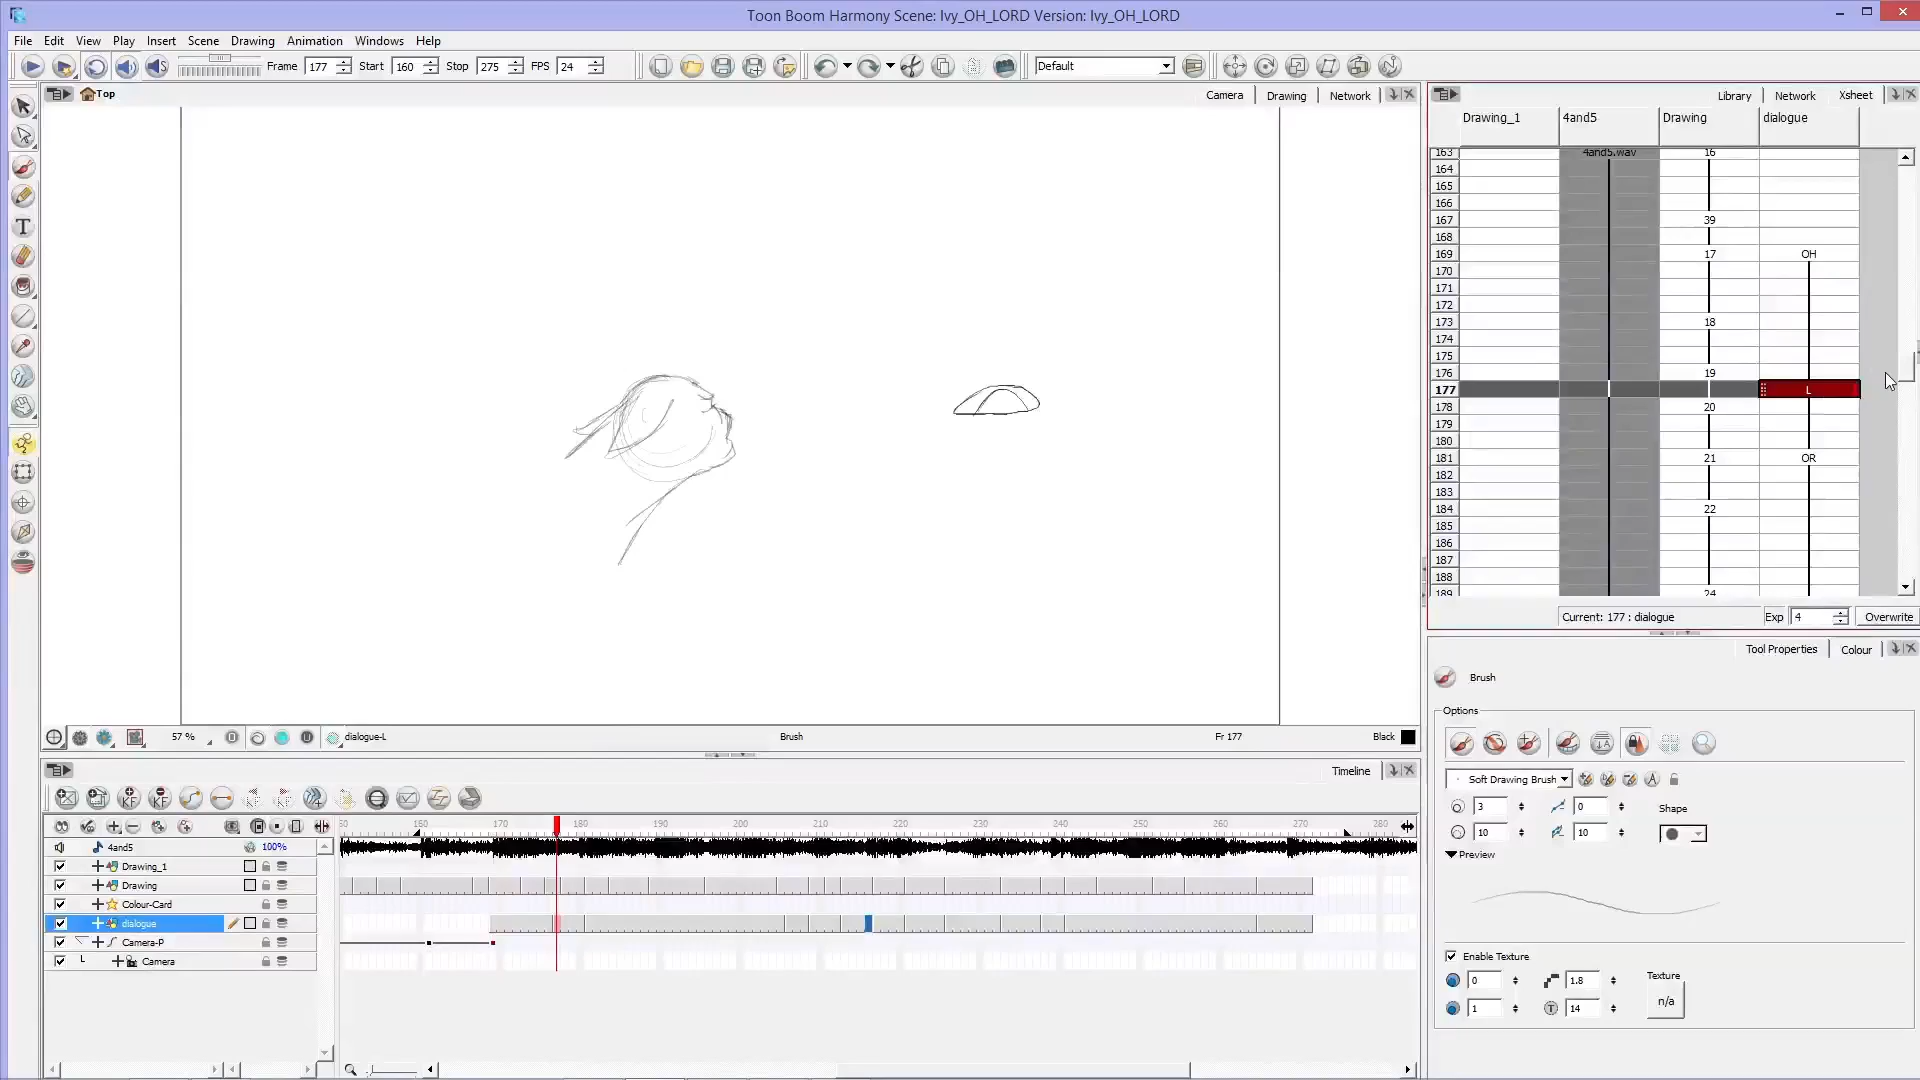 Toon Boom Harmony Scene: Ivy_OH_LORD Version: Ivy_OH_LORD
File Edit View Play Insert Scene Drawing Animation Windows Help
Frame 177 Start 160 Stop 275 FPS 24 Default
Top Camera Drawing Network
Library Network Xsheet
Drawing_1 4and5 Drawing dialogue
163 4and5.wav 16
164
165
166
167 39
168
169 17 OH
170
171
172
173 18
174
175
176 19
177 L
178 20
179
180
181 21 OR
182
183
184 22
185
186
187
188
189 24
Current: 177 : dialogue Exp 4 Overwrite
Tool Properties Colour
Brush
Options
Soft Drawing Brush A
3 0 Shape
10 10
Preview
Enable Texture
0 1.8 Texture
1 T 14 n/a
57 % dialogue-L Brush Fr 177 Black
Timeline
160 170 180 190 200 210 220 230 240 250 260 270 280
4and5 100%
Drawing_1
Drawing
Colour-Card
dialogue
Camera-P
Camera